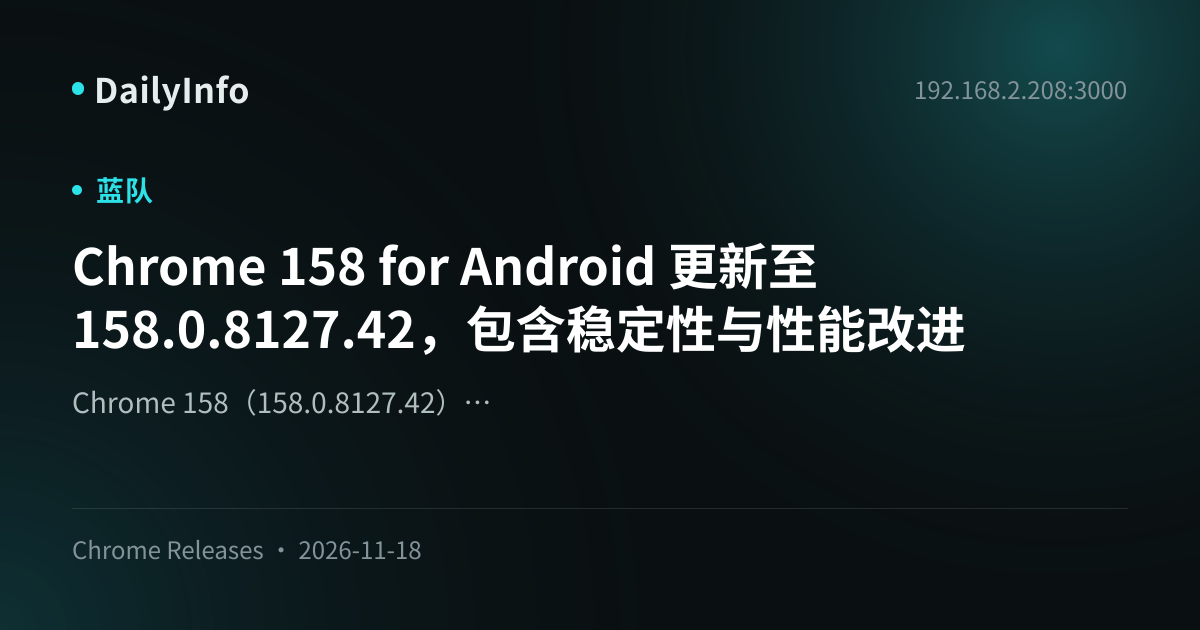 DailyInfo
192.168.2.208:3000
蓝队
Chrome 158 for Android 更新至
158.0.8127.42，包含稳定性与性能改进
Chrome 158（158.0.8127.42）…
Chrome Releases · 2026-11-18